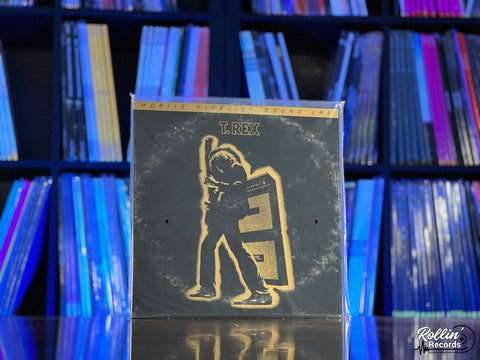 MOBILE FIDELITY SOUND LAB
T. REX
Rollin'
Records